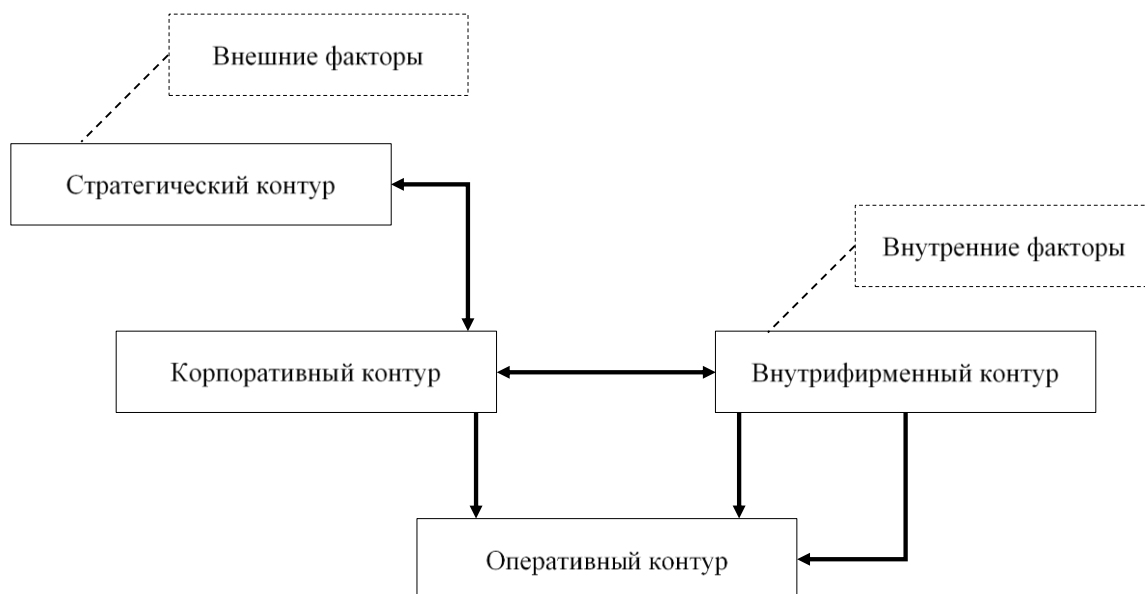 Внешние факторы
Стратегический контур
Внутренние факторы
Корпоративный контур
Внутрифирменный контур
Оперативный контур